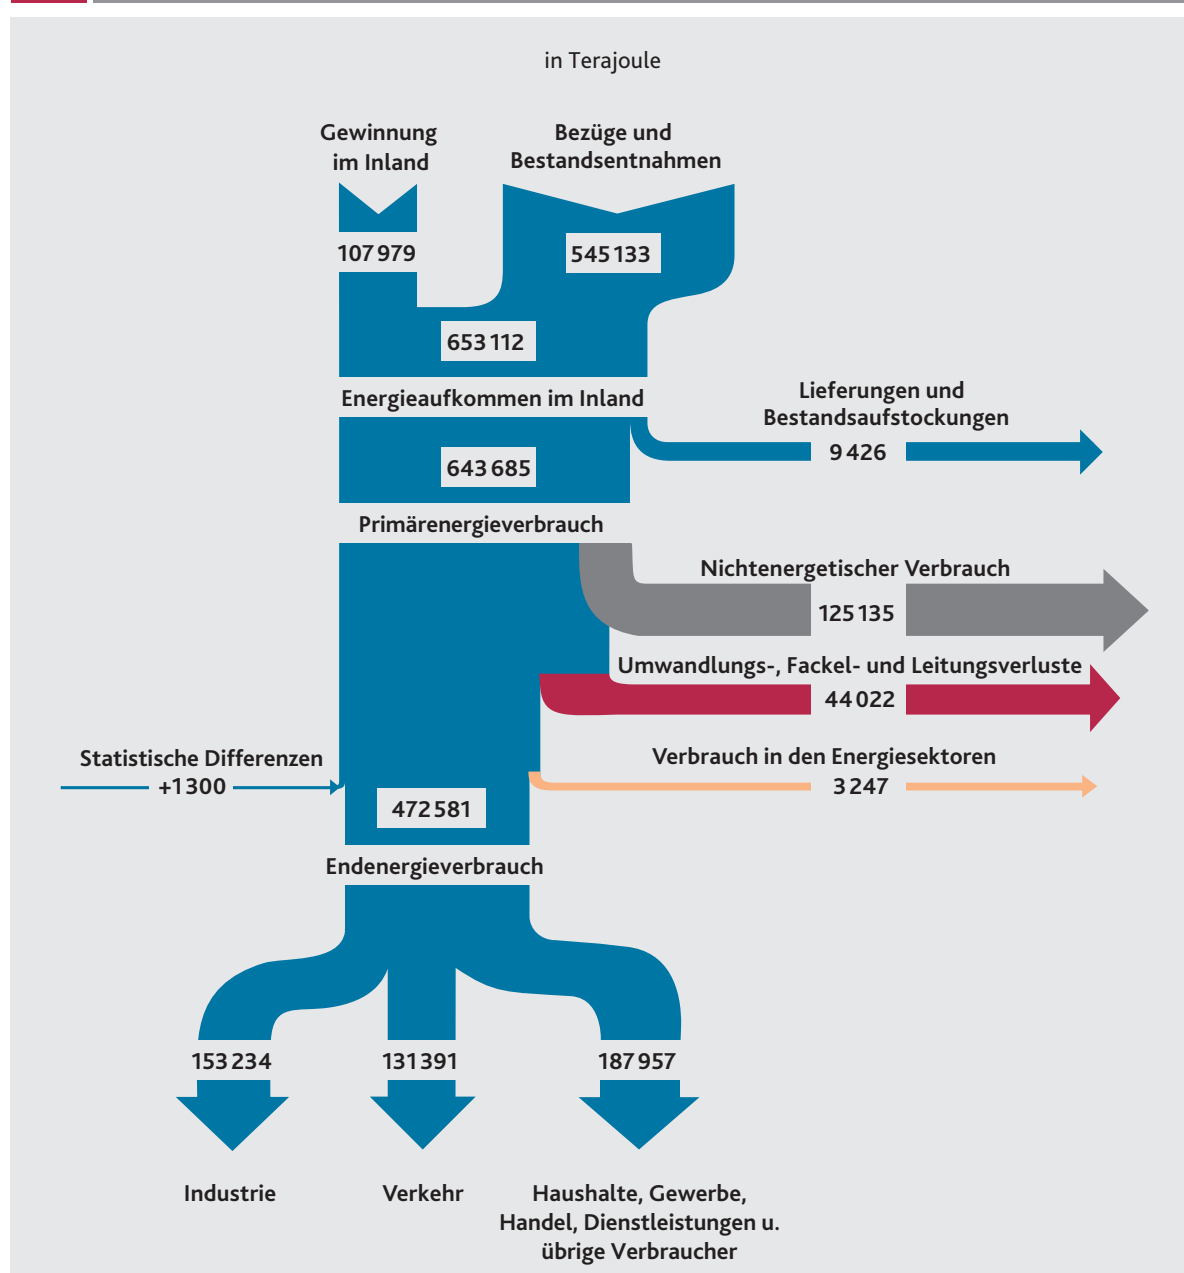 in Terajoule
Gewinnung
im Inland
Bezüge und
Bestandsentnahmen
107 979
545 133
653 112
Energieaufkommen im Inland
Lieferungen und
Bestandsaufstockungen
9 426
643 685
Primärenergieverbrauch
Nichtenergetischer Verbrauch
125 135
Umwandlungs-, Fackel- und Leitungsverluste
44 022
Statistische Differenzen
+1 300
Verbrauch in den Energiesektoren
3 247
472 581
Endenergieverbrauch
153 234
131 391
187 957
Industrie
Verkehr
Haushalte, Gewerbe,
Handel, Dienstleistungen u.
übrige Verbraucher